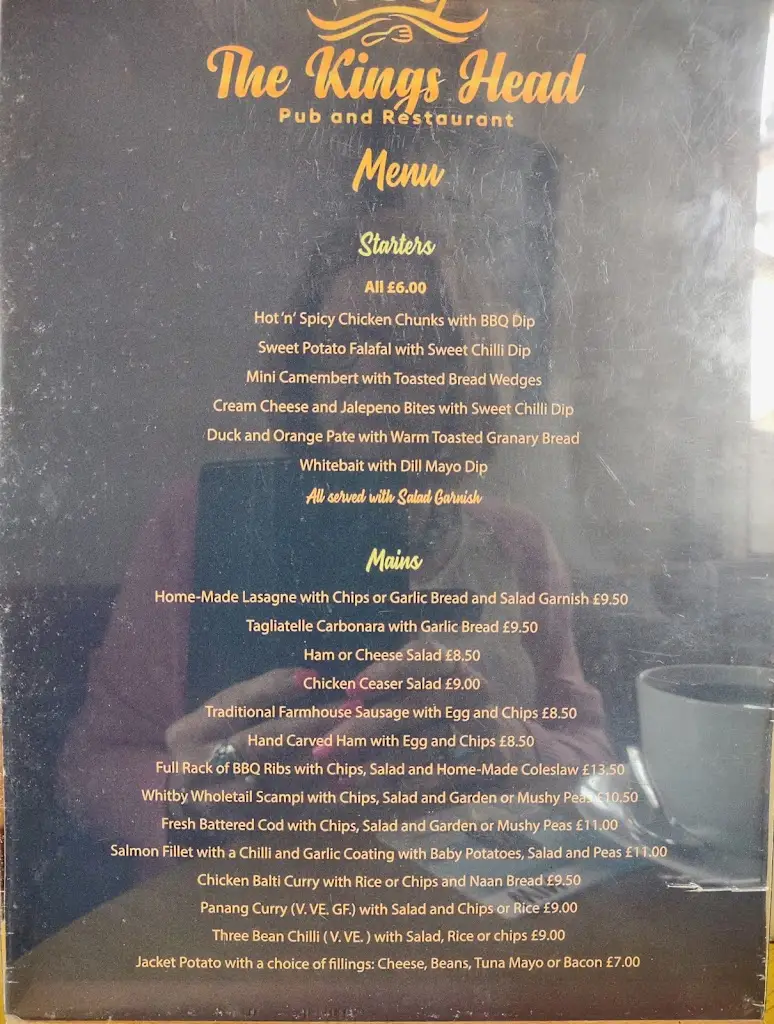 The Kings Head
Pub and Restaurant
Menu
Starters
All £6.00
Hot 'n' Spicy Chicken Chunks with BBQ Dip
Sweet Potato Falafal with Sweet Chilli Dip
Mini Camembert with Toasted Bread Wedges
Cream Cheese and Jalepeno Bites with Sweet Chilli Dip
Duck and Orange Pate with Warm Toasted Granary Bread
Whitebait with Dill Mayo Dip
All served with Salad Garnish
Mains
Home-Made Lasagne with Chips or Garlic Bread and Salad Garnish £9.50
Tagliatelle Carbonara with Garlic Bread £9.50
Ham or Cheese Salad £8.50
Chicken Ceaser Salad £9.00
Traditional Farmhouse Sausage with Egg and Chips £8.50
Hand Carved Ham with Egg and Chips £8.50
Full Rack of BBQ Ribs with Chips, Salad and Home-Made Coleslaw £13.50
Whitby Wholetail Scampi with Chips, Salad and Garden or Mushy Peas £10.50
Fresh Battered Cod with Chips, Salad and Garden or Mushy Peas £11.00
Salmon Fillet with a Chilli and Garlic Coating with Baby Potatoes, Salad and Peas £11.00
Chicken Balti Curry with Rice or Chips and Naan Bread £9.50
Panang Curry (V. VE. GF.) with Salad and Chips or Rice £9.00
Three Bean Chilli ( V. VE. ) with Salad, Rice or chips £9.00
Jacket Potato with a choice of fillings: Cheese, Beans, Tuna Mayo or Bacon £7.00